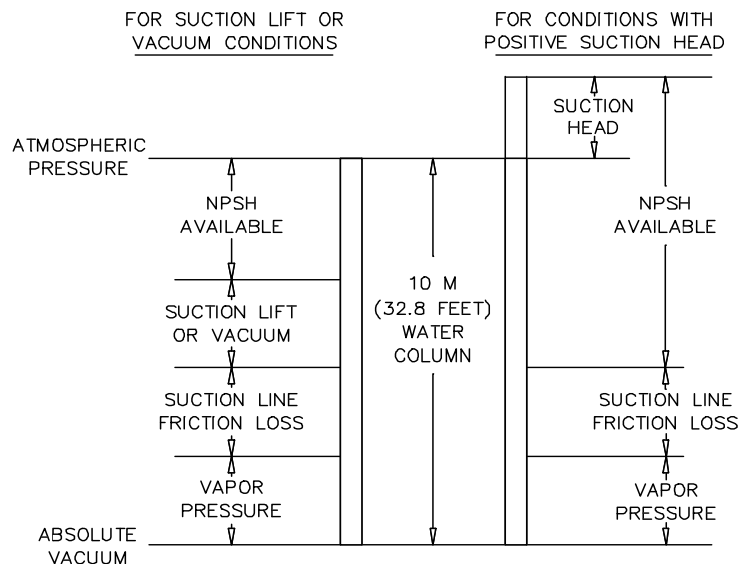 FOR SUCTION LIFT OR
VACUUM CONDITIONS
FOR CONDITIONS WITH
POSITIVE SUCTION HEAD
SUCTION
HEAD
ATMOSPHERIC
PRESSURE
NPSH
AVAILABLE
NPSH
AVAILABLE
10 M
(32.8 FEET)
WATER
COLUMN
SUCTION LIFT
OR VACUUM
SUCTION LINE
FRICTION LOSS
SUCTION LINE
FRICTION LOSS
VAPOR
PRESSURE
VAPOR
PRESSURE
ABSOLUTE
VACUUM